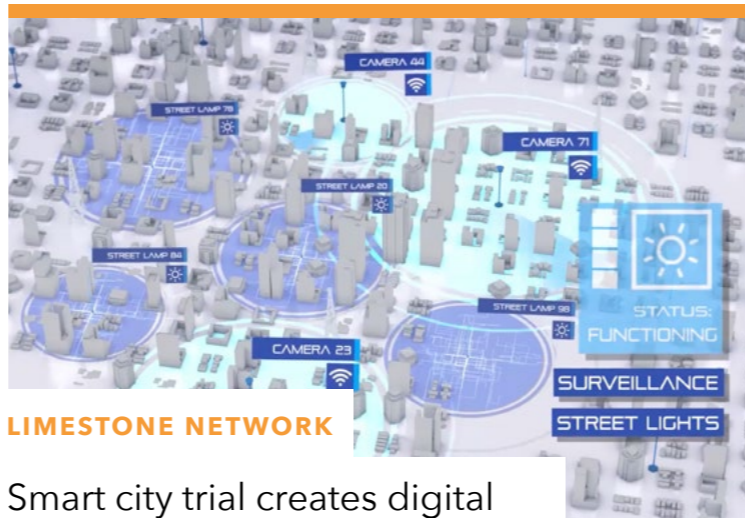 CAMERA 44
STREET LAMP 78
CAMERA 71
STREET LAMP 20
STREET LAMP 84
STREET LAMP 98
STATUS:
FUNCTIONING
CAMERA 23
SURVEILLANCE
STREET LIGHTS
LIMESTONE NETWORK
Smart city trial creates digital